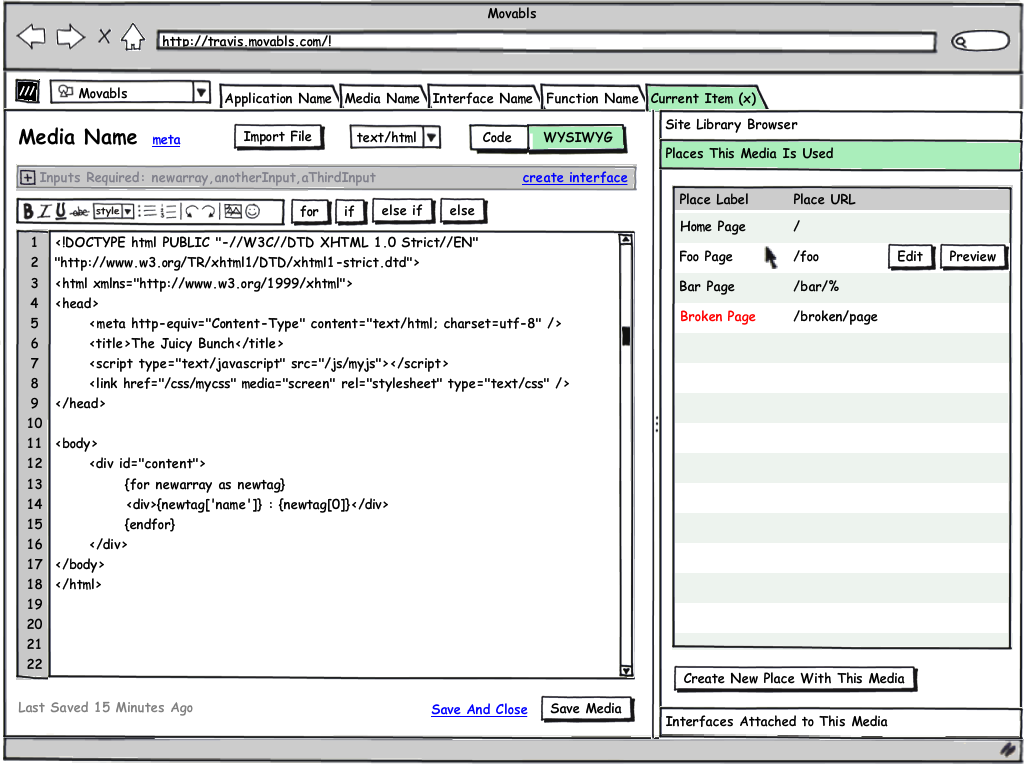 Movabls
http://travis.movabls.com/!
Movabls
Application Name
Media Name
Interface Name
Function Name
Current Item (x)
Media Name meta
Import File
text/html
Code
WYSIWYG
Inputs Required: newarray,anotherInput,aThirdInput
create interface
B I U abc style
for
if
else if
else
1 <!DOCTYPE html PUBLIC "-//W3C//DTD XHTML 1.0 Strict//EN"
2 "http://www.w3.org/TR/xhtml1/DTD/xhtml1-strict.dtd">
3 <html xmlns="http://www.w3.org/1999/xhtml">
4 <head>
5 <meta http-equiv="Content-Type" content="text/html; charset=utf-8" />
6 <title>The Juicy Bunch</title>
7 <script type="text/javascript" src="/js/myjs"></script>
8 <link href="/css/mycss" media="screen" rel="stylesheet" type="text/css" />
9 </head>
10
11 <body>
12 <div id="content">
13 {for newarray as newtag}
14 <div>{newtag['name']} : {newtag[0]}</div>
15 {endfor}
16 </div>
17 </body>
18 </html>
19
20
21
22
Last Saved 15 Minutes Ago
Save And Close
Save Media
Site Library Browser
Places This Media Is Used
Place Label Place URL
Home Page /
Foo Page /foo Edit Preview
Bar Page /bar/%
Broken Page /broken/page
Create New Place With This Media
Interfaces Attached to This Media